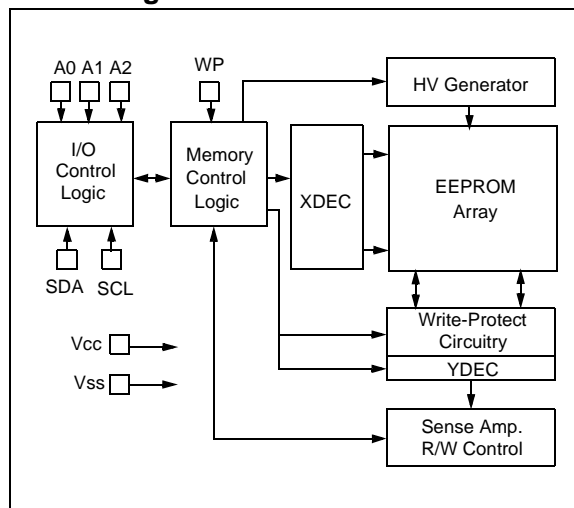 A0 A1 A2
WP
HV Generator
I/O
Control
Logic
Memory
Control
Logic
XDEC
EEPROM
Array
SDA
SCL
Write-Protect
Circuitry
YDEC
Vcc
Vss
Sense Amp.
R/W Control